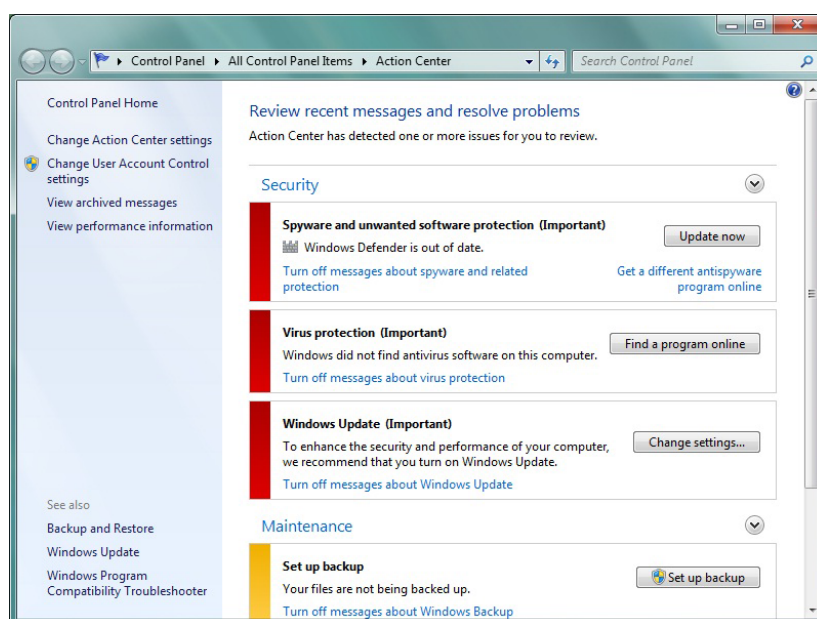 Control Panel ▸ All Control Panel Items ▸ Action Center
Search Control Panel
Control Panel Home
Change Action Center settings
Change User Account Control
settings
View archived messages
View performance information
See also
Backup and Restore
Windows Update
Windows Program
Compatibility Troubleshooter
Review recent messages and resolve problems
Action Center has detected one or more issues for you to review.
Security
Spyware and unwanted software protection (Important)
Windows Defender is out of date.
Update now
Turn off messages about spyware and related
protection
Get a different antispyware
program online
Virus protection (Important)
Windows did not find antivirus software on this computer.
Find a program online
Turn off messages about virus protection
Windows Update (Important)
To enhance the security and performance of your computer,
we recommend that you turn on Windows Update.
Change settings...
Turn off messages about Windows Update
Maintenance
Set up backup
Your files are not being backed up.
Set up backup
Turn off messages about Windows Backup